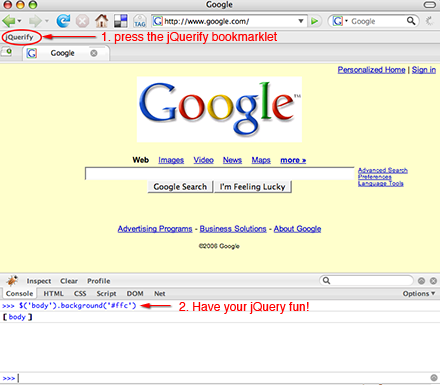 Google
http://www.google.com/
Google
TAG
jQuerify
1. press the jQuerify bookmarklet
Google
Personalized Home | Sign in
Google™
Web Images Video News Maps more »
Advanced Search
Preferences
Language Tools
Google Search I'm Feeling Lucky
Advertising Programs - Business Solutions - About Google
©2006 Google
Inspect Clear Profile
Console HTML CSS Script DOM Net Options
>>> $('body').background("#ffc")
2. Have your jQuery fun!
[ body ]
>>>